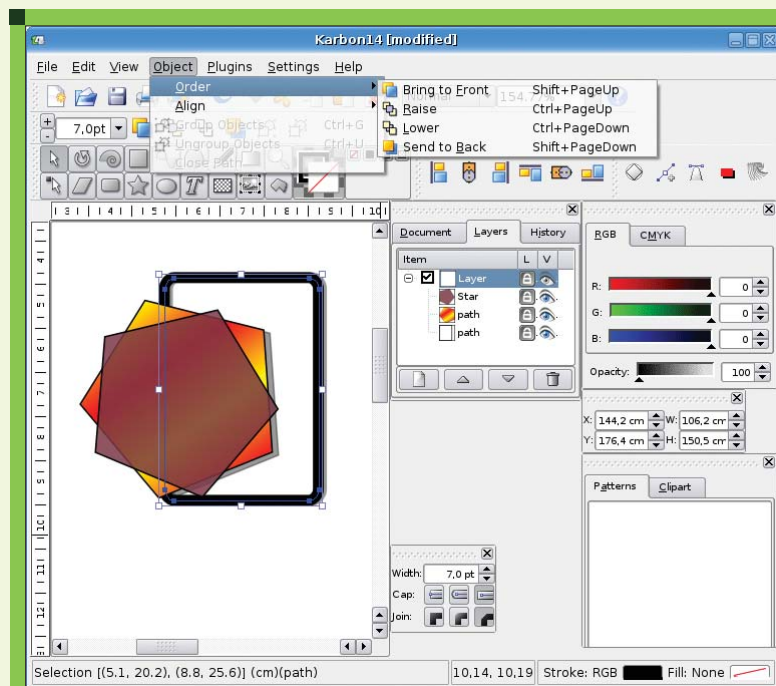 Karbon14 [modified]
File Edit View Object Plugins Settings Help
Order
Align
Group Objects Ctrl+G
Ungroup Objects Ctrl+U
Close Path
Bring to Front Shift+PageUp
Raise Ctrl+PageUp
Lower Ctrl+PageDown
Send to Back Shift+PageDown
Normal 154.77%
7,0pt
Document Layers History
Item L V
Layer
Star
path
path
RGB CMYK
R: 0
G: 0
B: 0
Opacity: 100
X: 144,2 cm W: 106,2 cm
Y: 176,4 cm H: 150,5 cm
Patterns Clipart
Width: 7,0 pt
Cap:
Join:
Selection [(5.1, 20.2), (8.8, 25.6)] (cm)(path) 10,14, 10,19 Stroke: RGB Fill: None